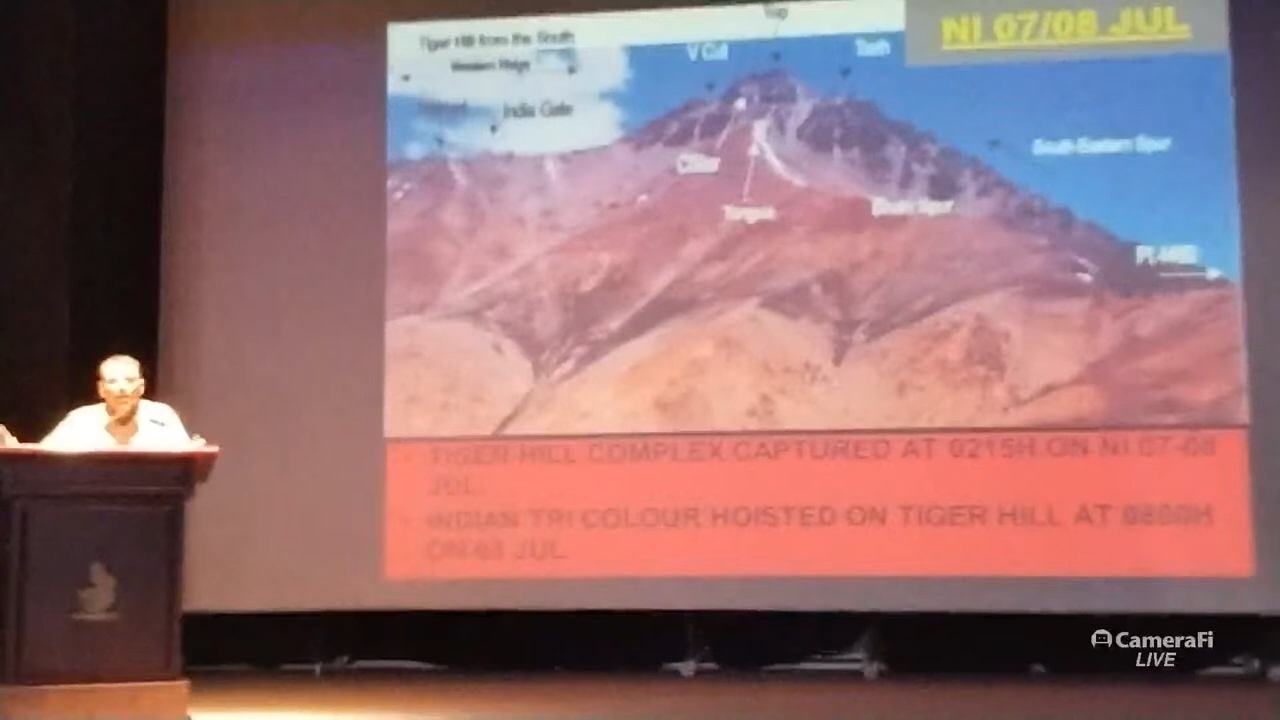 Top
Tiger Hill from the South
NI 07/08 JUL
V Cut
Tooth
Western Ridge
India Gate
South-Eastern Spur
Collar
Tongue
TIGER HILL COMPLEX CAPTURED AT 0215H ON NI 07-08
JUL.
INDIAN TRI COLOUR HOISTED ON TIGER HILL AT 0800H
ON 08 JUL
CameraFi
LIVE